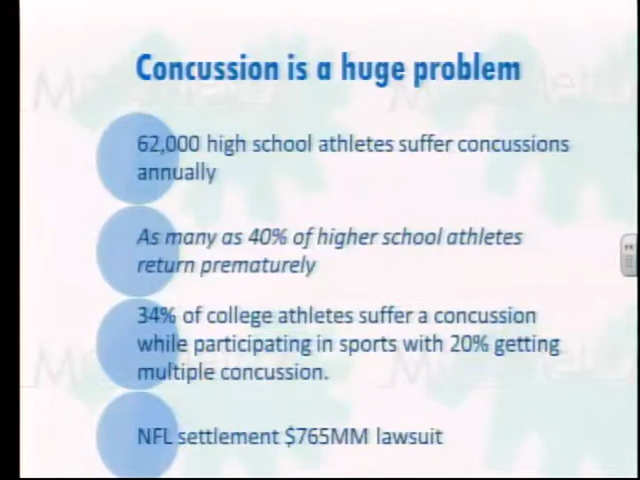 Concussion is a huge problem
62,000 high school athletes suffer concussions
annually
As many as 40% of higher school athletes
return prematurely
34% of college athletes suffer a concussion
while participating in sports with 20% getting
multiple concussion.
NFL settlement $765MM lawsuit